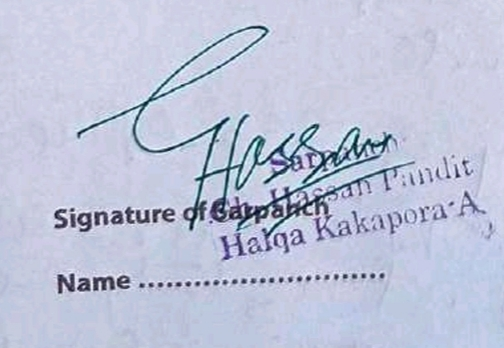 G Hassan
Sarpanch
Gh. Hassan Pandit
Signature of Sarpanch
Halqa Kakapora-A
Name ............................